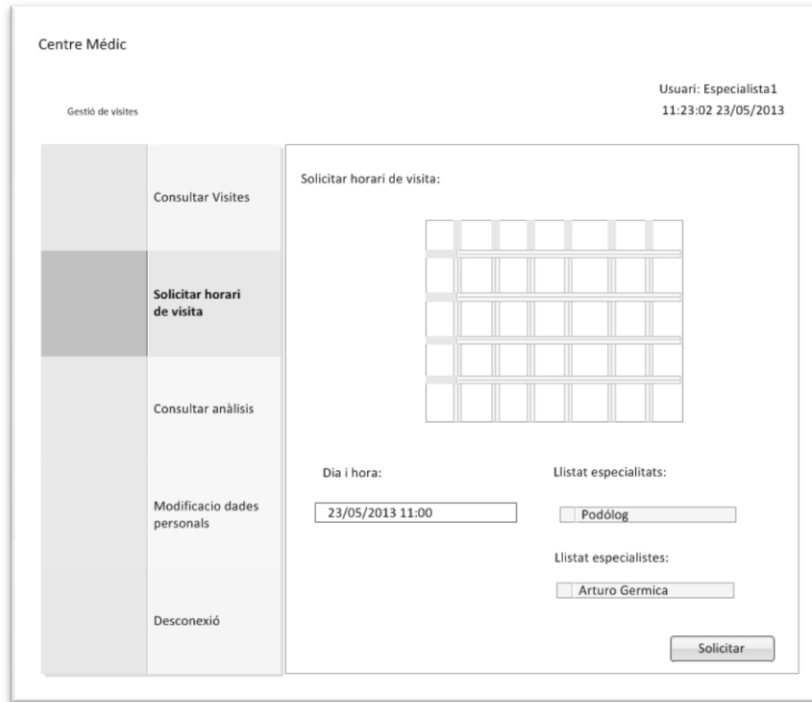 Centre Médic
Usuari: Especialista1
Gestió de visites
11:23:02 23/05/2013
Consultar Visites
Solicitar horari
de visita
Consultar anàlisis
Modificacio dades
personals
Desconexió
Solicitar horari de visita:
Dia i hora:
23/05/2013 11:00
Llistat especialitats:
Podólog
Llistat especialistes:
Arturo Germica
Solicitar